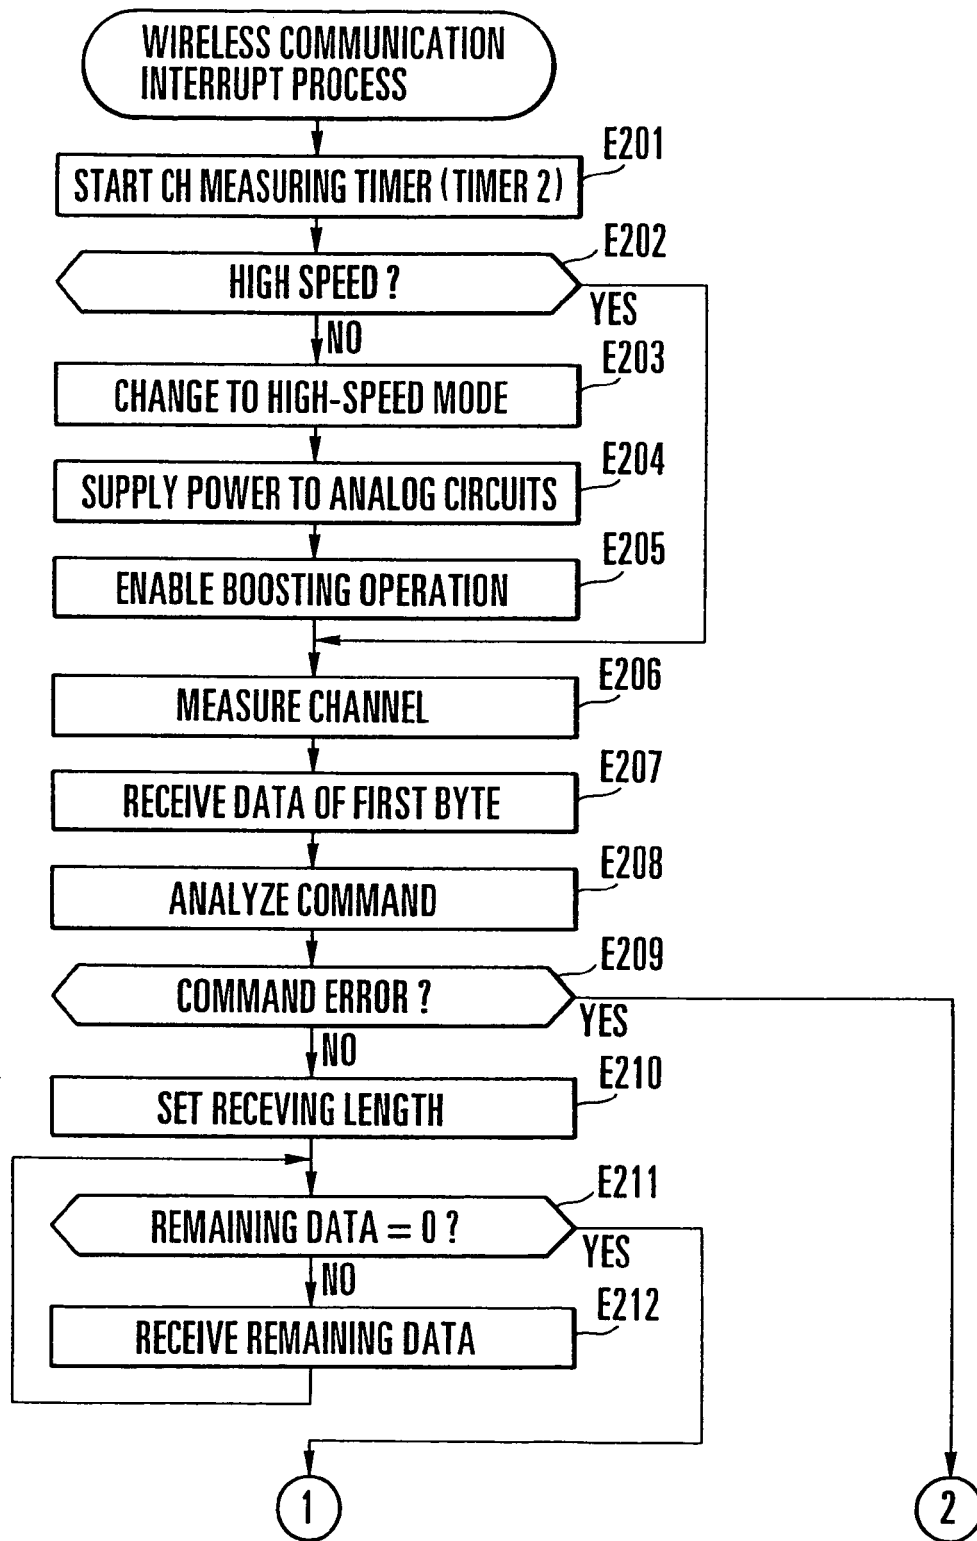 WIRELESS COMMUNICATION
INTERRUPT PROCESS
E201
START CH MEASURING TIMER (TIMER 2)
E202
HIGH SPEED ?
YES
NO
E203
CHANGE TO HIGH-SPEED MODE
E204
SUPPLY POWER TO ANALOG CIRCUITS
E205
ENABLE BOOSTING OPERATION
E206
MEASURE CHANNEL
E207
RECEIVE DATA OF FIRST BYTE
E208
ANALYZE COMMAND
E209
COMMAND ERROR ?
YES
NO
E210
SET RECEVING LENGTH
E211
REMAINING DATA = 0 ?
YES
NO
E212
RECEIVE REMAINING DATA
1
2